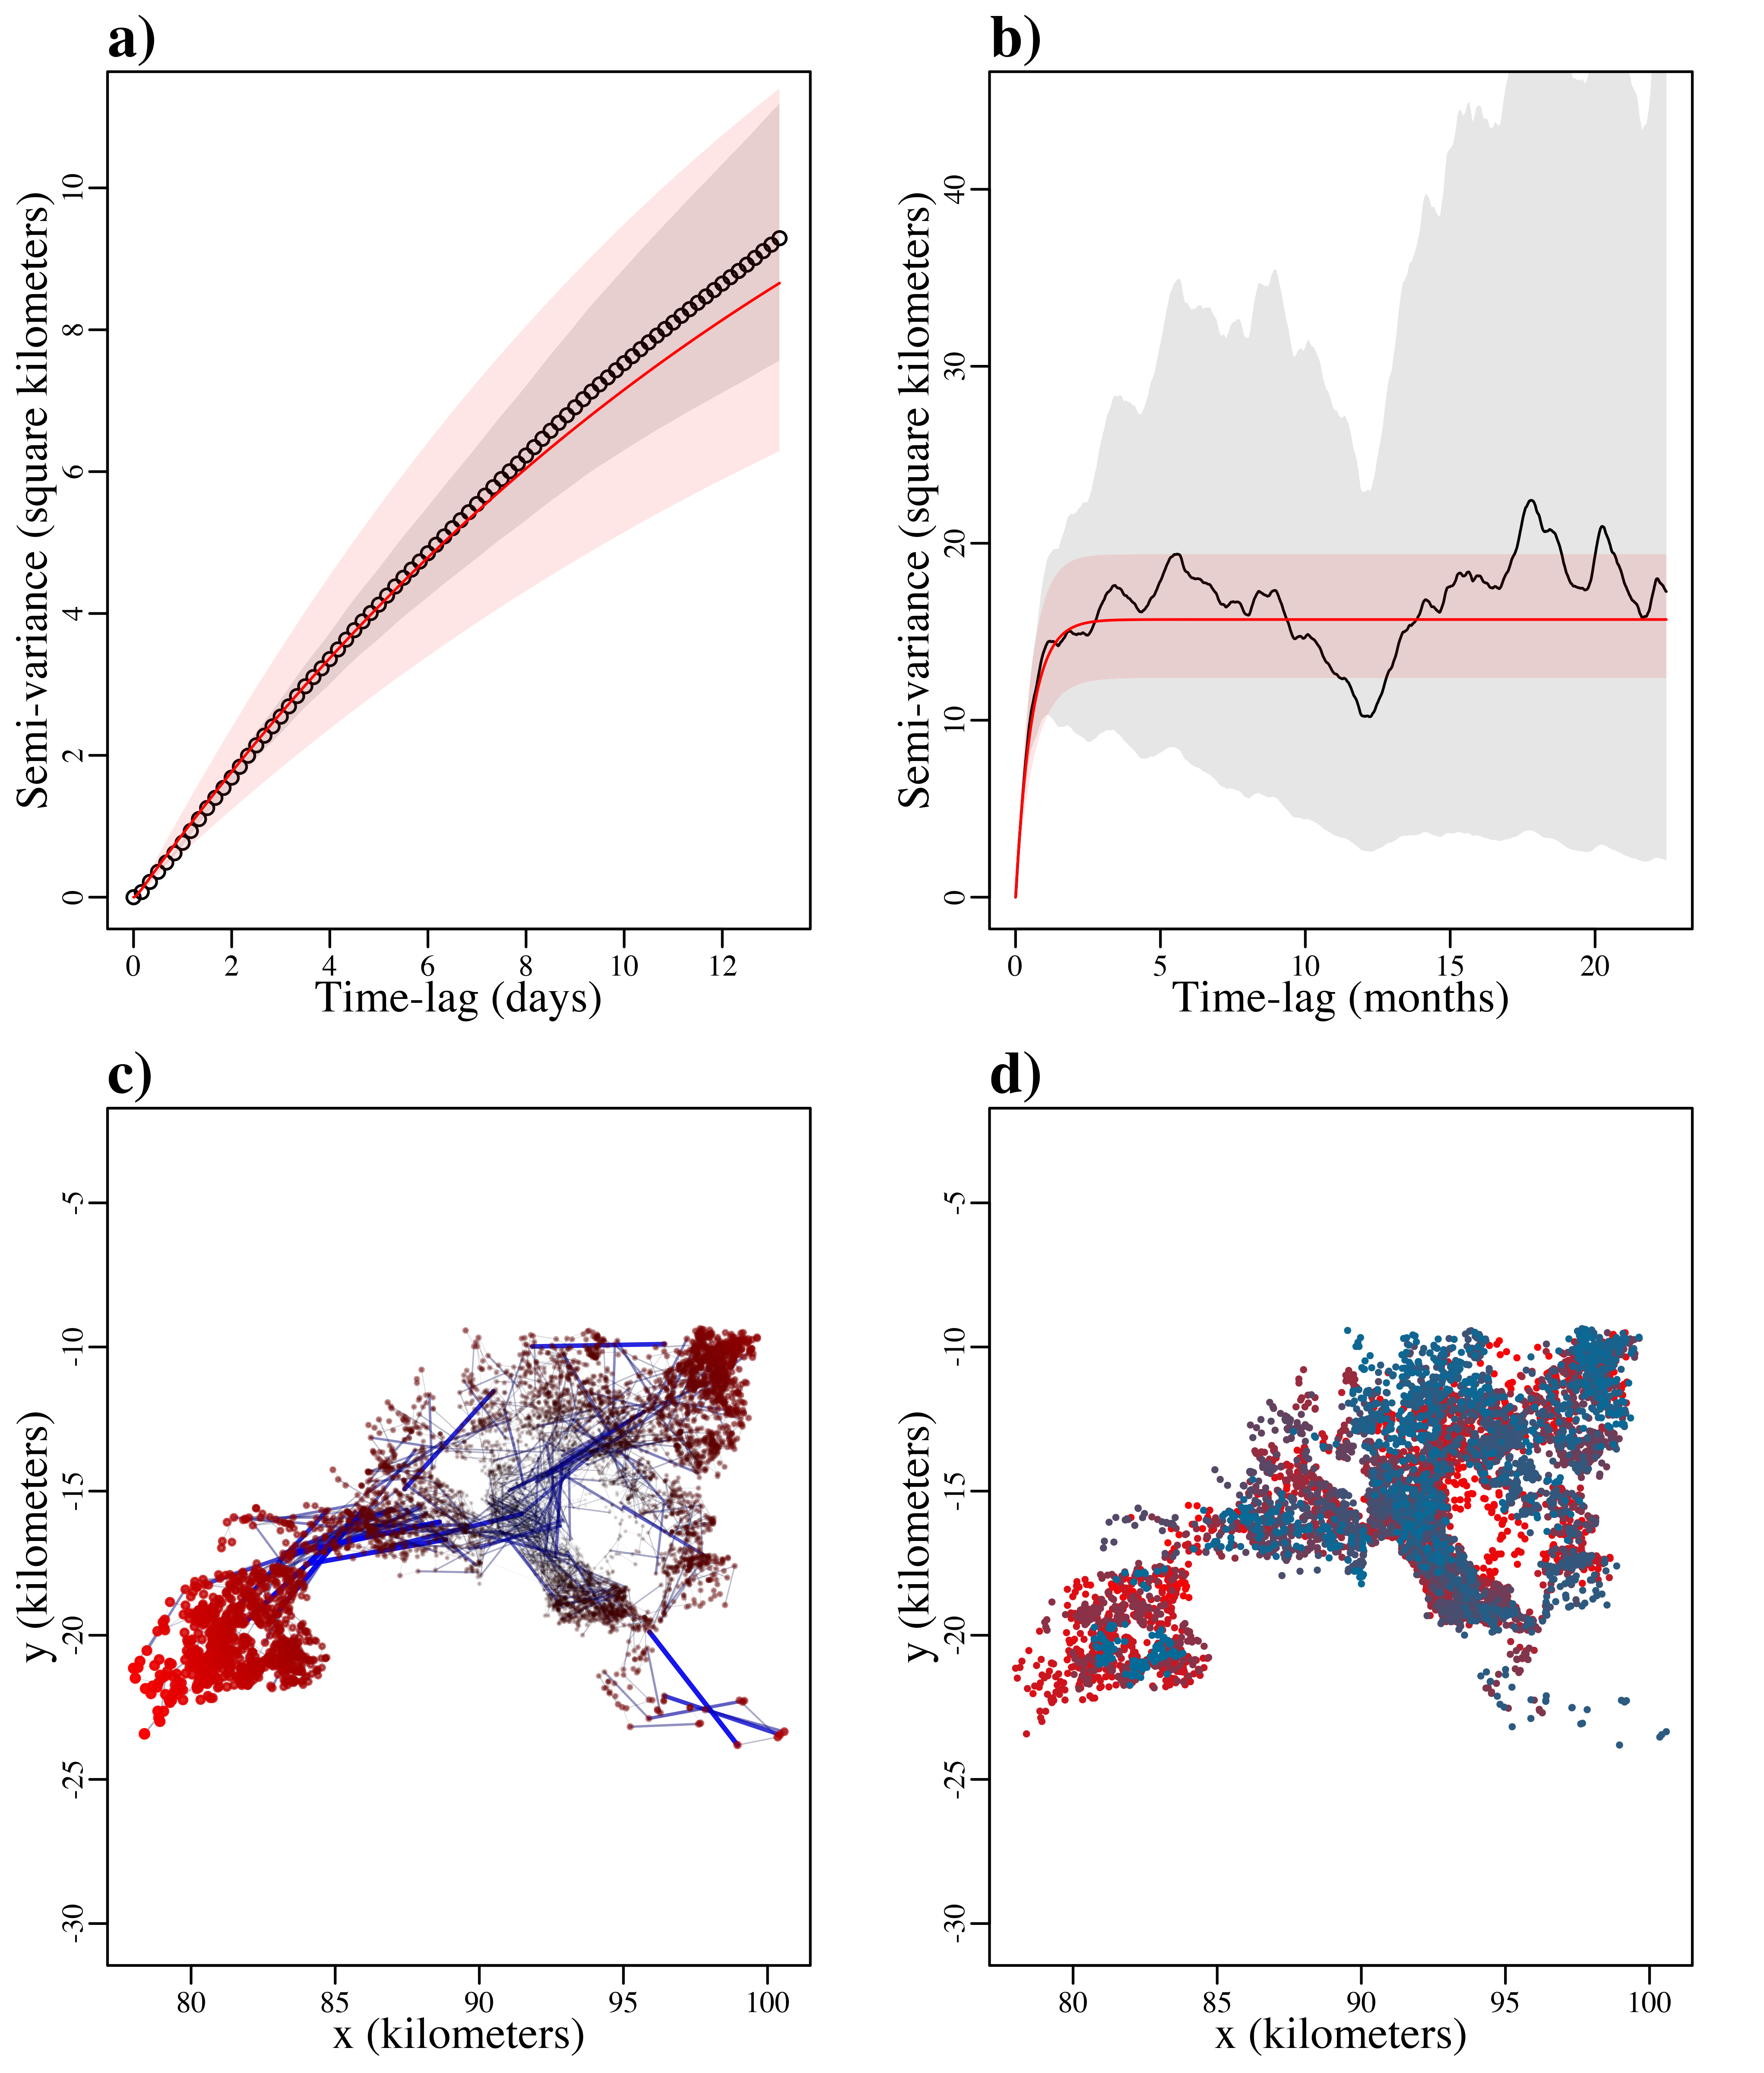 a)
Semi-variance (square kilometers)
0 2 4 6 8 10
0 2 4 6 8 10 12
Time-lag (days)
b)
Semi-variance (square kilometers)
0 10 20 30 40
0 5 10 15 20
Time-lag (months)
c)
y (kilometers)
-30 -25 -20 -15 -10 -5
80 85 90 95 100
x (kilometers)
d)
y (kilometers)
-30 -25 -20 -15 -10 -5
80 85 90 95 100
x (kilometers)